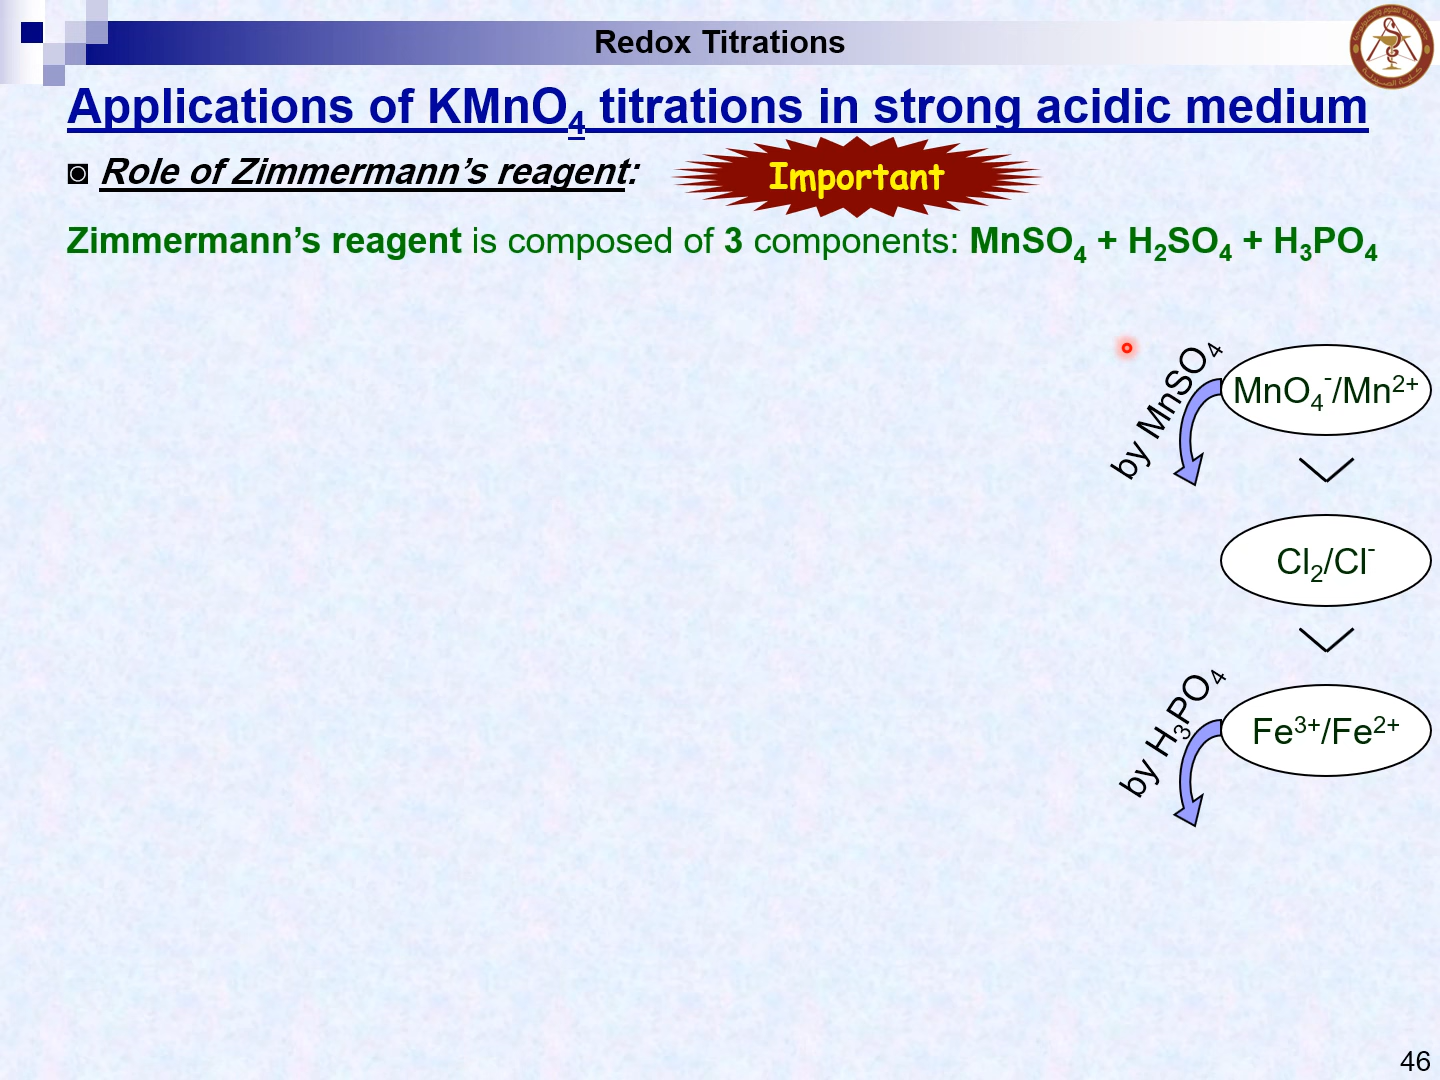 Redox Titrations
Applications of KMnO4 titrations in strong acidic medium
◙ Role of Zimmermann’s reagent:
Important
Zimmermann’s reagent is composed of 3 components: MnSO4 + H2SO4 + H3PO4
by MnSO4
MnO4-/Mn2+
Cl2/Cl-
by H3PO4
Fe3+/Fe2+
46